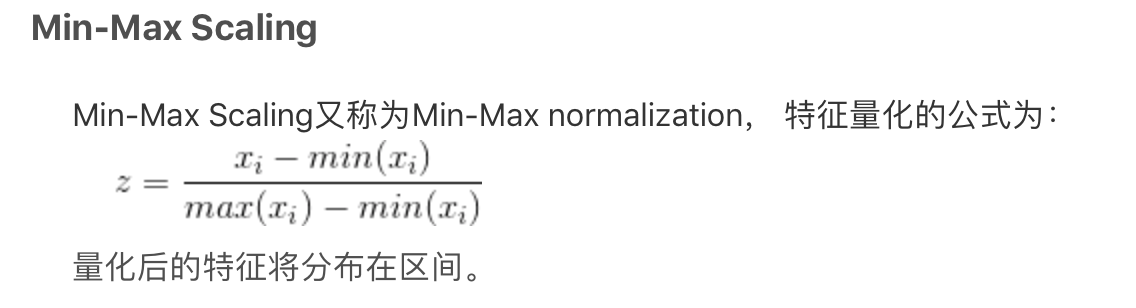 Min-Max Scaling
Min-Max Scaling又称为Min-Max normalization， 特征量化的公式为：
z = \frac{x_i - min(x_i)}{max(x_i) - min(x_i)}
量化后的特征将分布在区间。